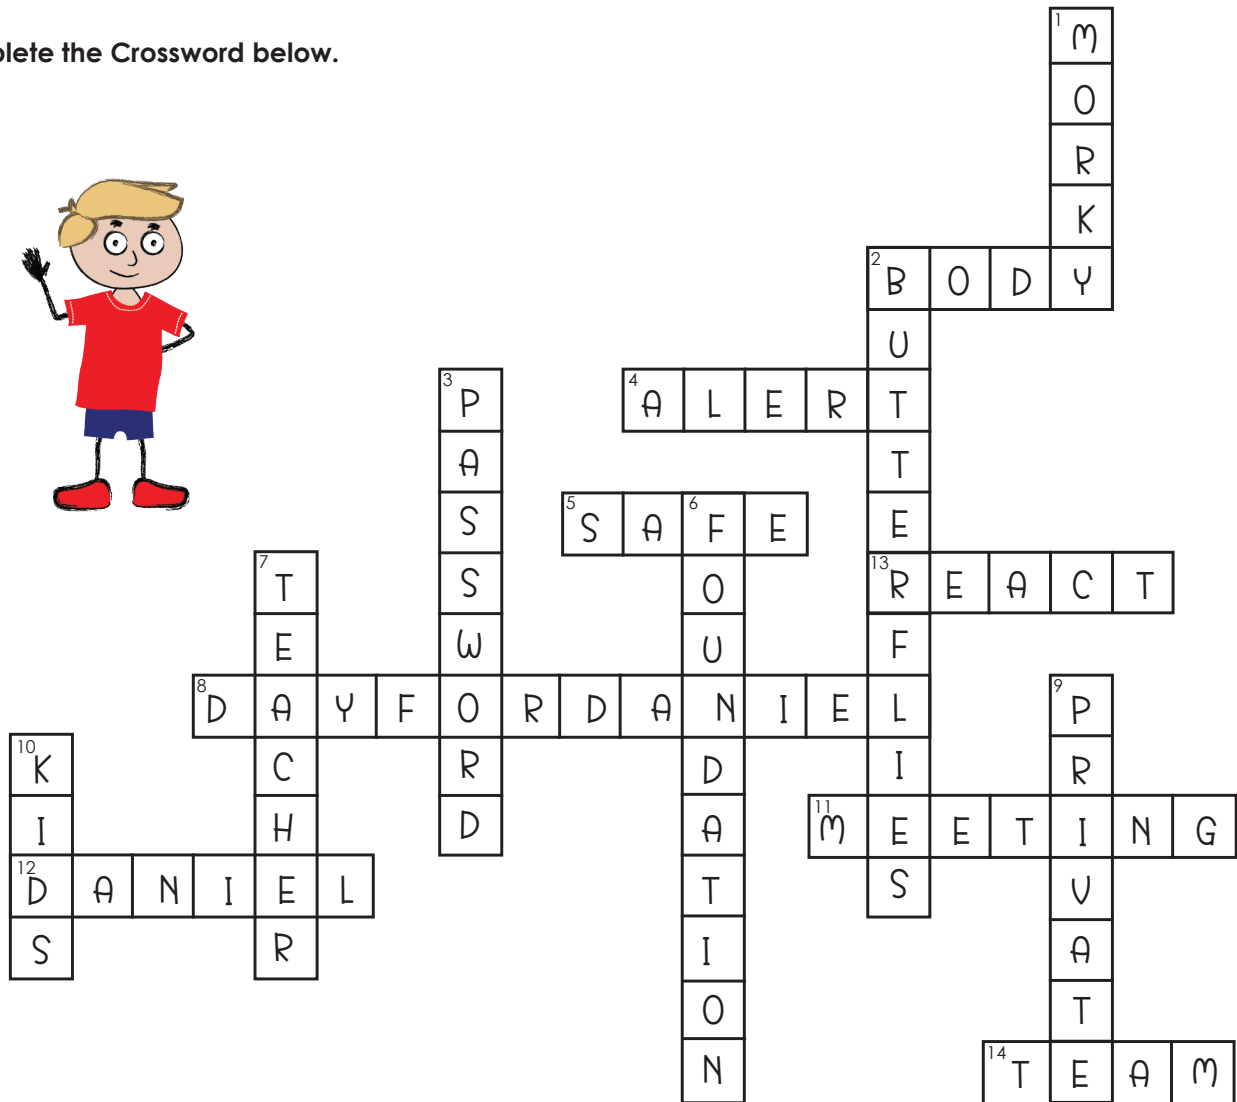 1 M
plete the Crossword below.
O
R
K
2 B O D Y
U
3 P 4 A L E R T
A T
S 5 S A 6 F E E
7 T S O 13 R E A C T
E W U F
8 D A Y F O R D A N I E L 9 P
10 K C R D I R
I H D A 11 M E E T I N G
12 D A N I E L T S V
S R I A
O T
N 14 T E A M